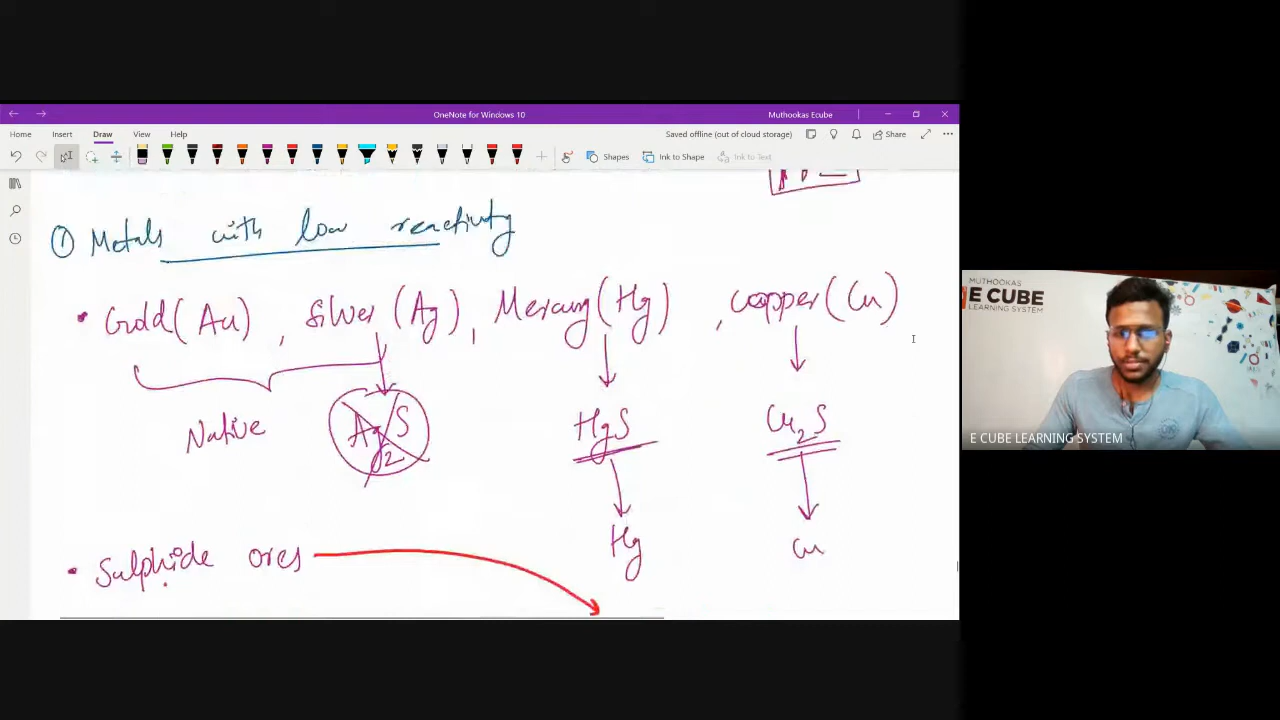 OneNote for Windows 10
Muthookas Ecube
Home Insert Draw View Help
Saved offline (out of cloud storage)
Share
Shapes
Ink to Shape
Ink to Text
① Metals with low reactivity
• Gold (Au) , Silver (Ag) , Mercury (Hg) , Copper (Cu)
Native
Ag2S
HgS
Cu2S
Hg
Cu
• Sulphide ores
MUTHOOKAS
E CUBE
LEARNING SYSTEM
E CUBE LEARNING SYSTEM